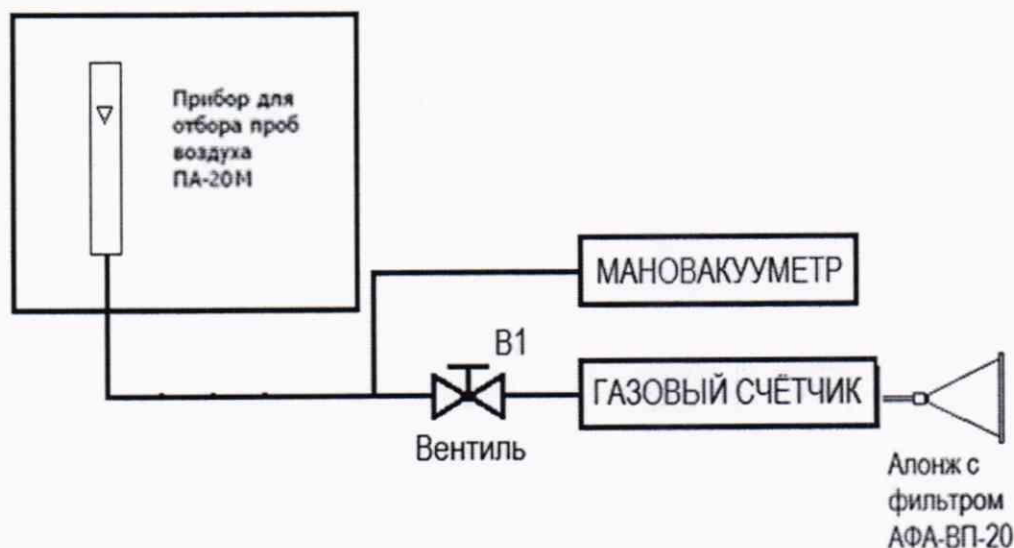 Прибор для
отбора проб
воздуха
ПА-20М
МАНОВАКУУМЕТР
В1
ГАЗОВЫЙ СЧЁТЧИК
Вентиль
Алонж с
фильтром
АФА-ВП-20